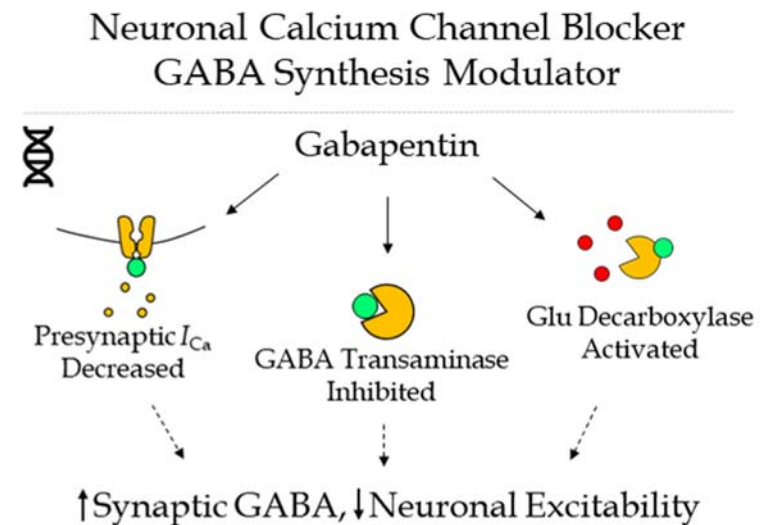 Neuronal Calcium Channel Blocker
GABA Synthesis Modulator
Gabapentin
Presynaptic I_Ca
Decreased
GABA Transaminase
Inhibited
Glu Decarboxylase
Activated
↑Synaptic GABA,↓Neuronal Excitability